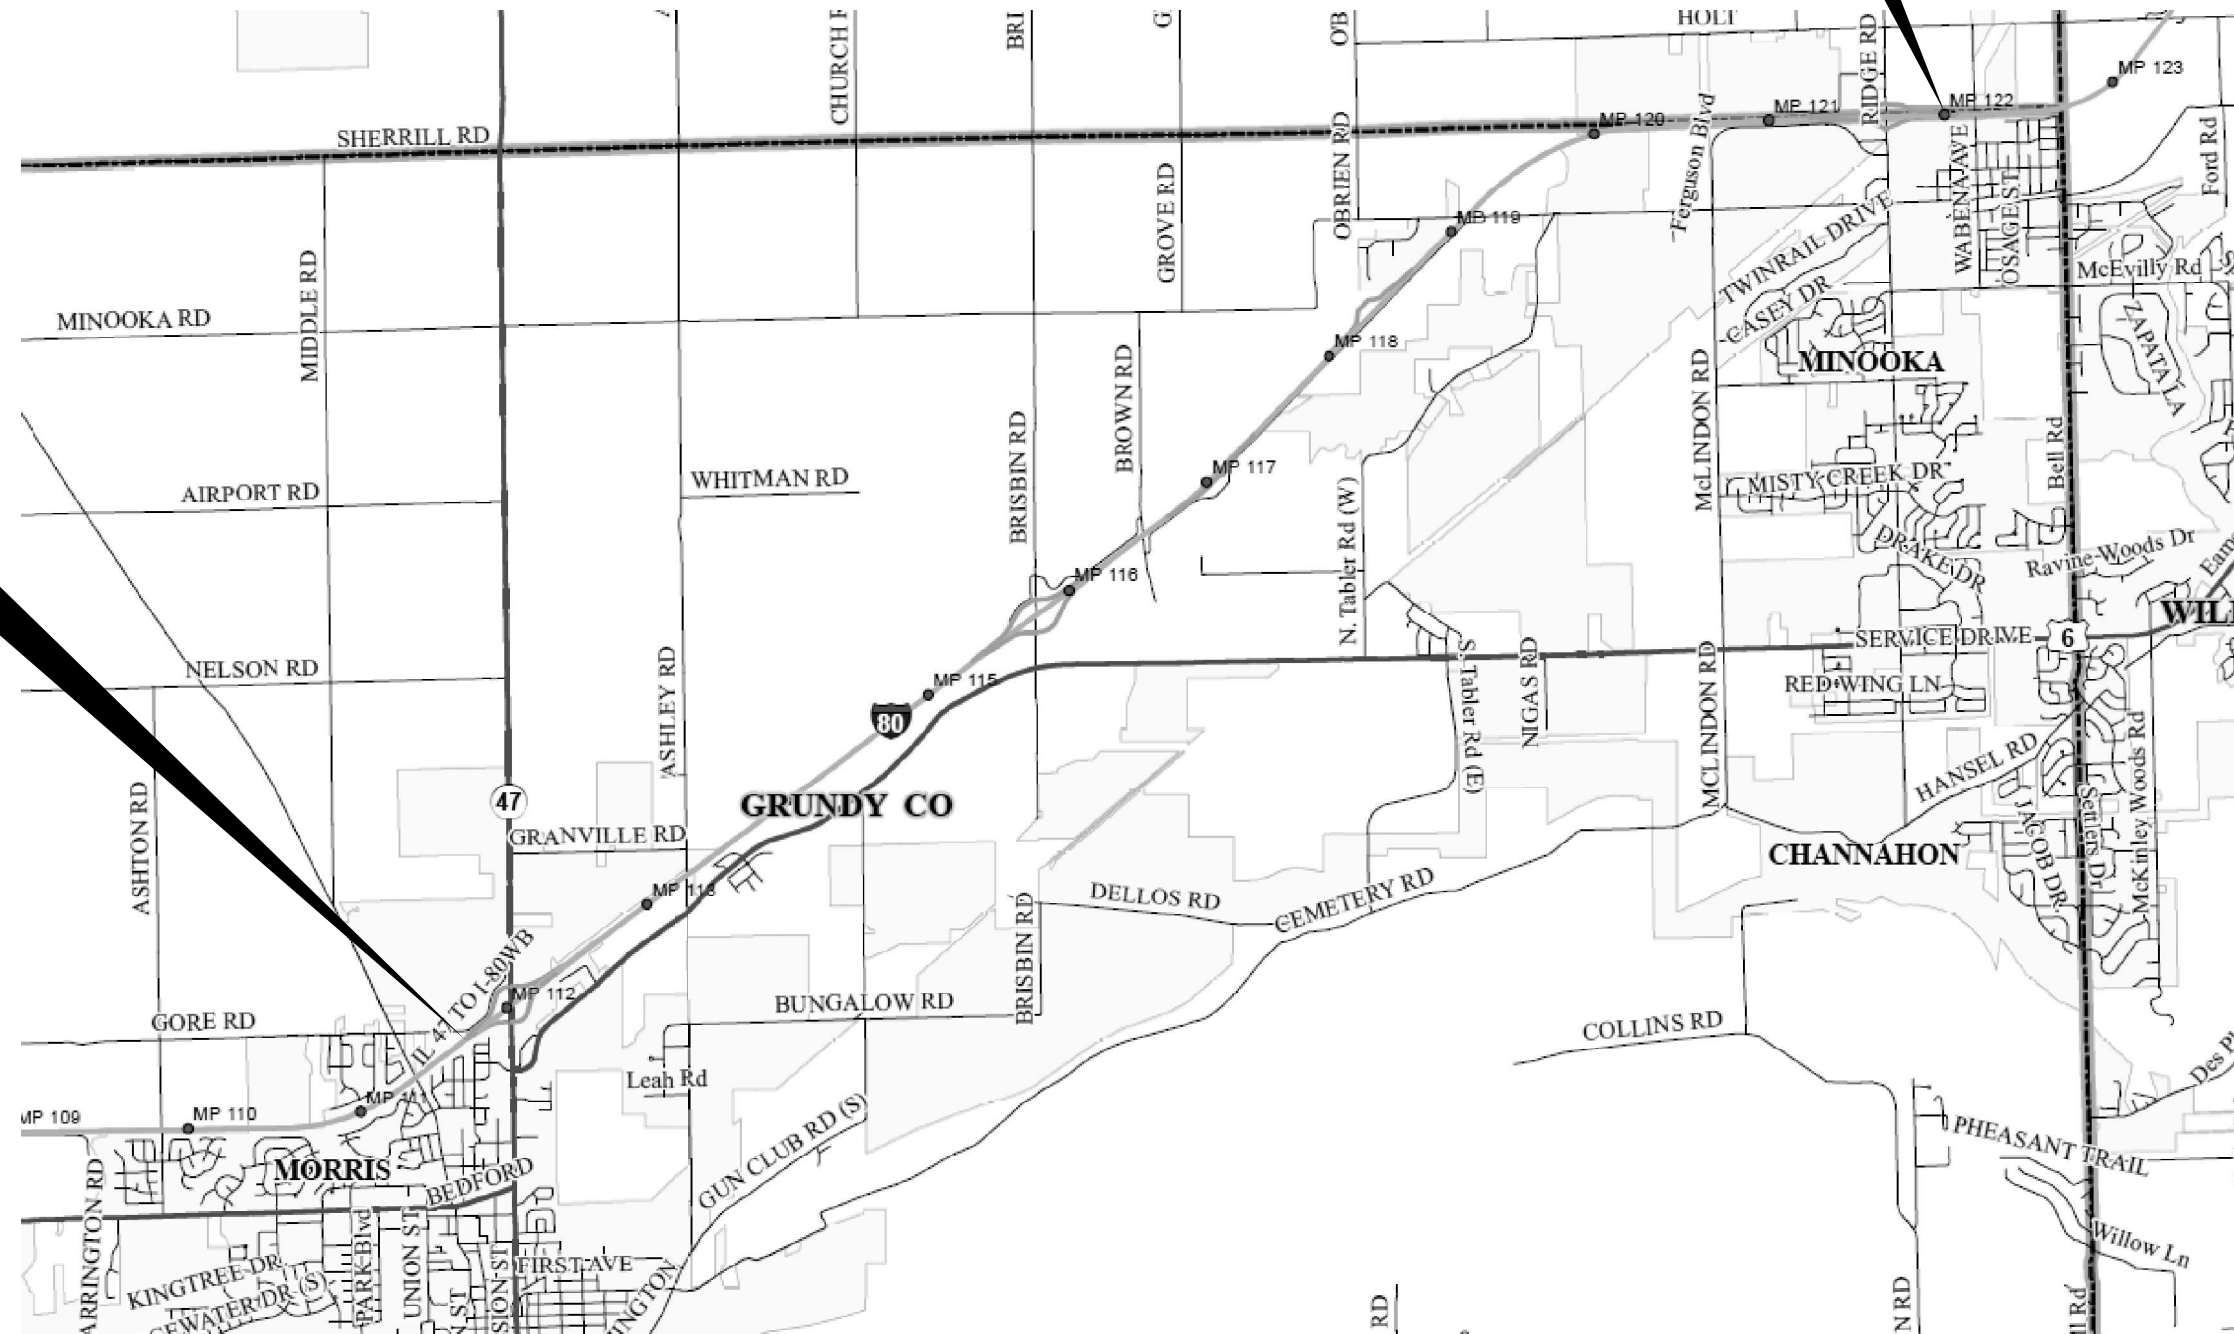 HOLT
RIDGE RD
MP 123
MP 122
MP 121
MP 120
SHERRILL RD
OBRIEN RD
Ferguson Blvd
WABENA AVE
OSAGE ST
Ford Rd
GROVE RD
MP 119
TWINRAIL DRIVE
McEvilly Rd
MINOOKA RD
MIDDLE RD
MP 118
CASEY DR
MINOOKA
BROWN RD
McLINDON RD
BRISBIN RD
MP 117
Bell Rd
WHITMAN RD
AIRPORT RD
MISTY CREEK DR
N. Tabler Rd (W)
DRAKE DR
Ravine-Woods Dr
MP 116
SERVICE DRIVE
6
NELSON RD
ASHLEY RD
MP 115
80
S. Tabler Rd (E)
NIGAS RD
MCLINDON RD
RED WING LN
HANSEL RD
McKinley Woods Rd
ASHTON RD
47
GRUNDY CO
GRANVILLE RD
CHANNAHON
JACOB DR
Settlers Dr
MP 113
DELLOS RD
CEMETERY RD
BRISBIN RD
IL 47 TO I-80WB
MP 112
BUNGALOW RD
GORE RD
COLLINS RD
Leah Rd
MP 109
MP 110
MP 111
GUN CLUB RD (S)
PHEASANT TRAIL
MORRIS
BEDFORD
Willow Ln
PARK Blvd
UNION ST
FIRST AVE
KINGTREE DR